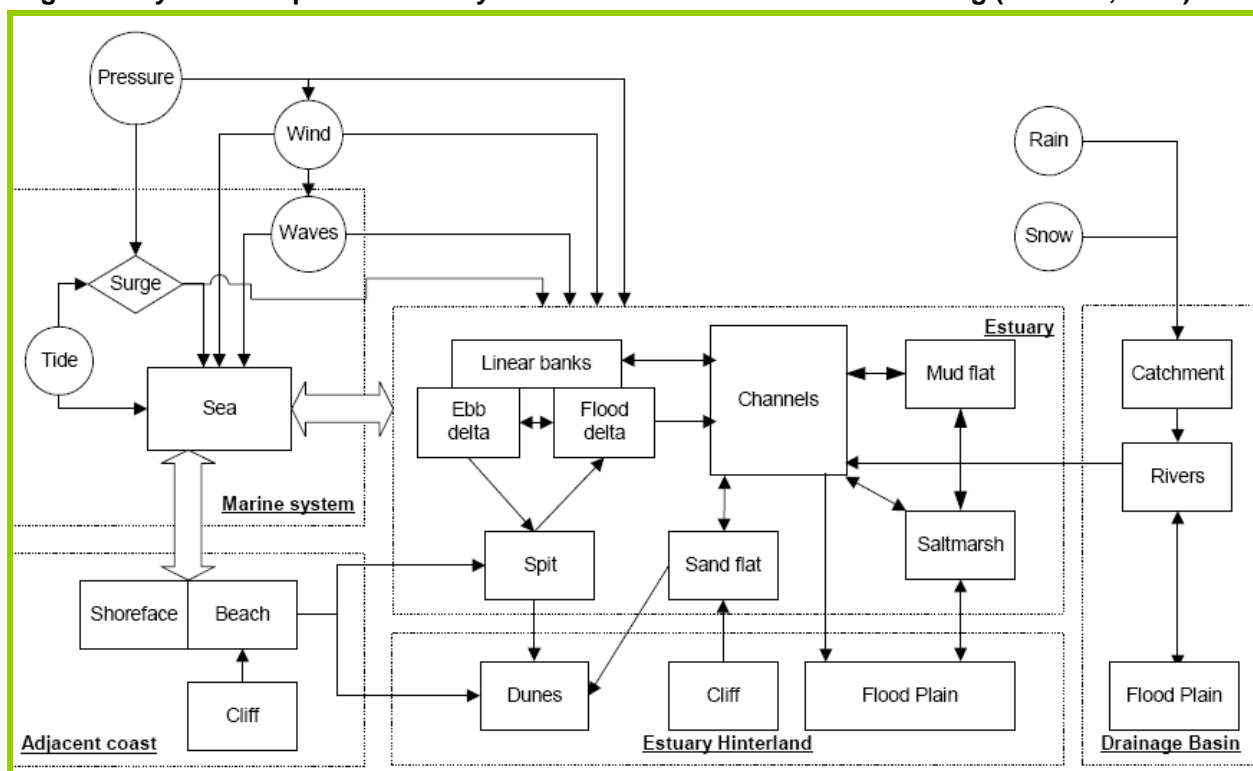 Pressure
Wind
Rain
Waves
Snow
Surge
Estuary
Tide
Linear banks
Mud flat
Catchment
Sea
Ebb
delta
Flood
delta
Channels
Rivers
Marine system
Saltmarsh
Spit
Sand flat
Shoreface
Beach
Dunes
Cliff
Flood Plain
Flood Plain
Cliff
Adjacent coast
Estuary Hinterland
Drainage Basin